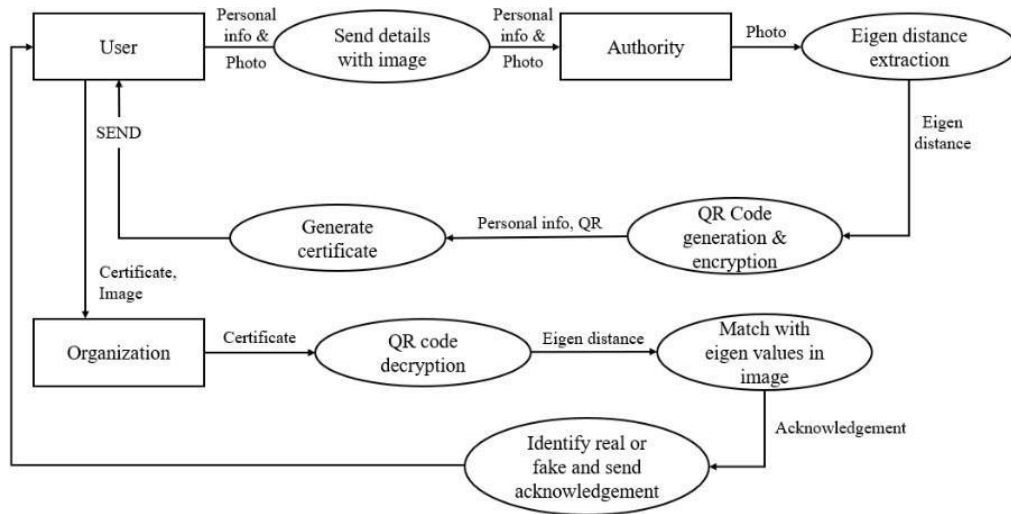 Personal
info &
Photo
User
Send details
with image
Personal
info &
Photo
Authority
Photo
Eigen distance
extraction
SEND
Eigen
distance
Generate
certificate
Personal info, QR
QR Code
generation &
encryption
Certificate,
Image
Organization
Certificate
QR code
decryption
Eigen distance
Match with
eigen values in
image
Acknowledgement
Identify real or
fake and send
acknowledgement